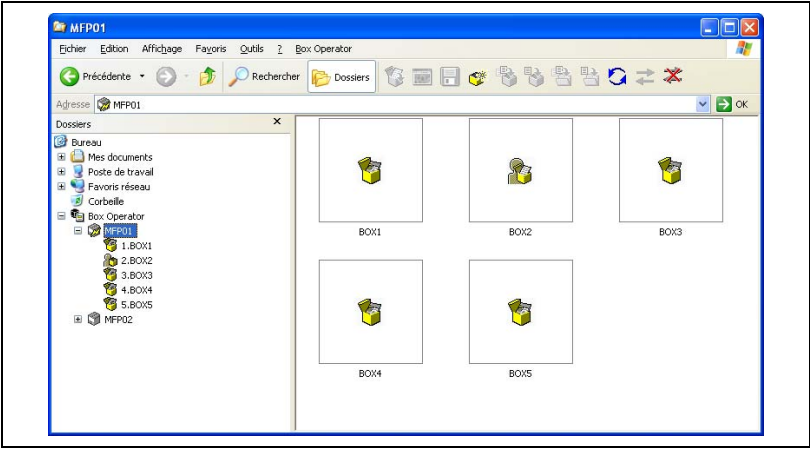 MFP01
Fichier Edition Affichage Favoris Outils ? Box Operator
Précédente Rechercher Dossiers
Adresse MFP01 OK
Dossiers
Bureau
Mes documents
Poste de travail
Favoris réseau
Corbeille
Box Operator
MFP01
1.BOX1
2.BOX2
3.BOX3
4.BOX4
5.BOX5
MFP02
BOX1 BOX2 BOX3
BOX4 BOX5